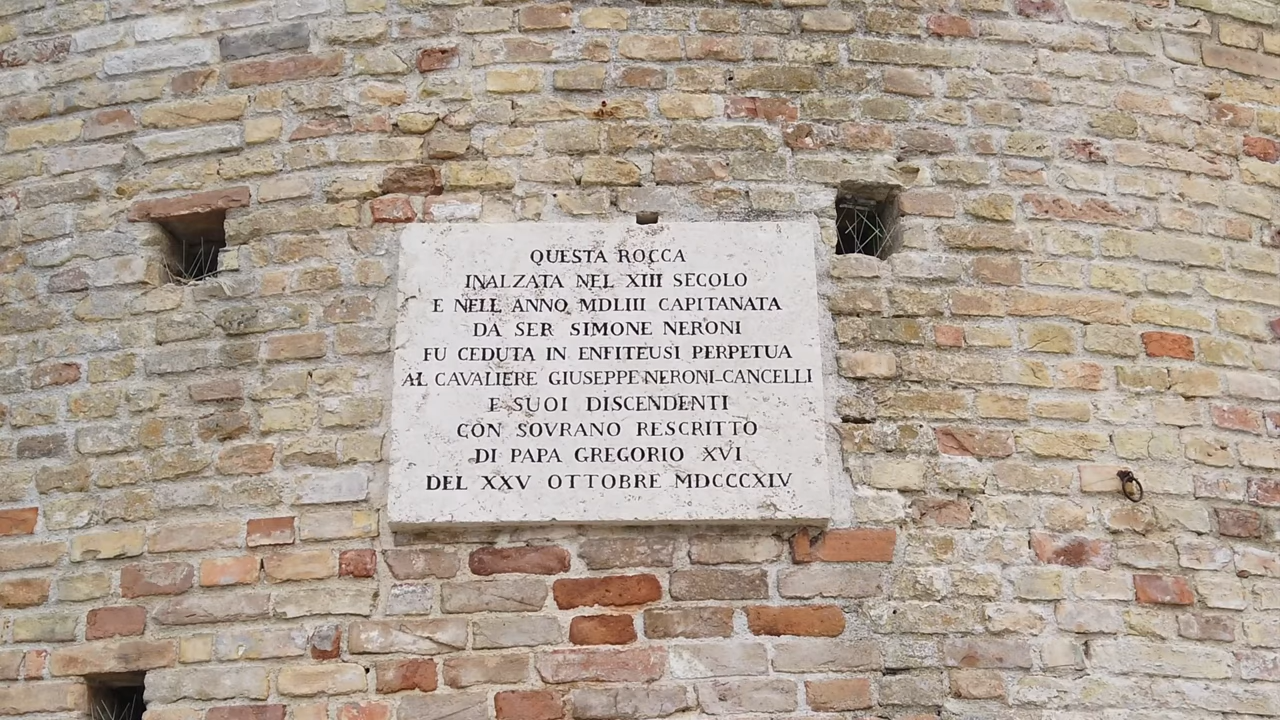 QUESTA ROCCA
INALZATA NEL XIII SECOLO
E NELL ANNO MDLIII CAPITANATA
DA SER SIMONE NERONI
FU CEDUTA IN ENFITEUSI PERPETUA
AL CAVALIERE GIUSEPPE NERONI-CANCELLI
E SUOI DISCENDENTI
CON SOVRANO RESCRITTO
DI PAPA GREGORIO XVI
DEL XXV OTTOBRE MDCCCXIV